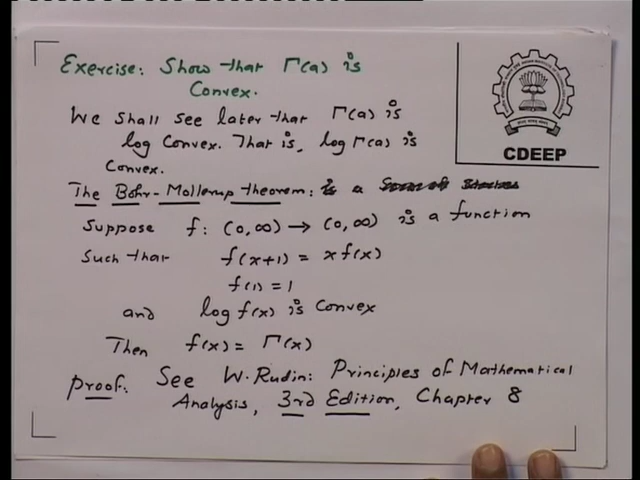 Exercise: Show that Γ(a) is
Convex.
We shall see later that Γ(a) is
log Convex. That is, log Γ(a) is
Convex.
The Bohr-Mollerup theorem: is a
Suppose f: (0,∞) → (0,∞) is a function
Such that f(x+1) = x f(x)
f(1) = 1
and log f(x) is Convex
Then f(x) = Γ(x)
Proof: See W. Rudin: Principles of Mathematical
Analysis, 3rd Edition, Chapter 8
CDEEP